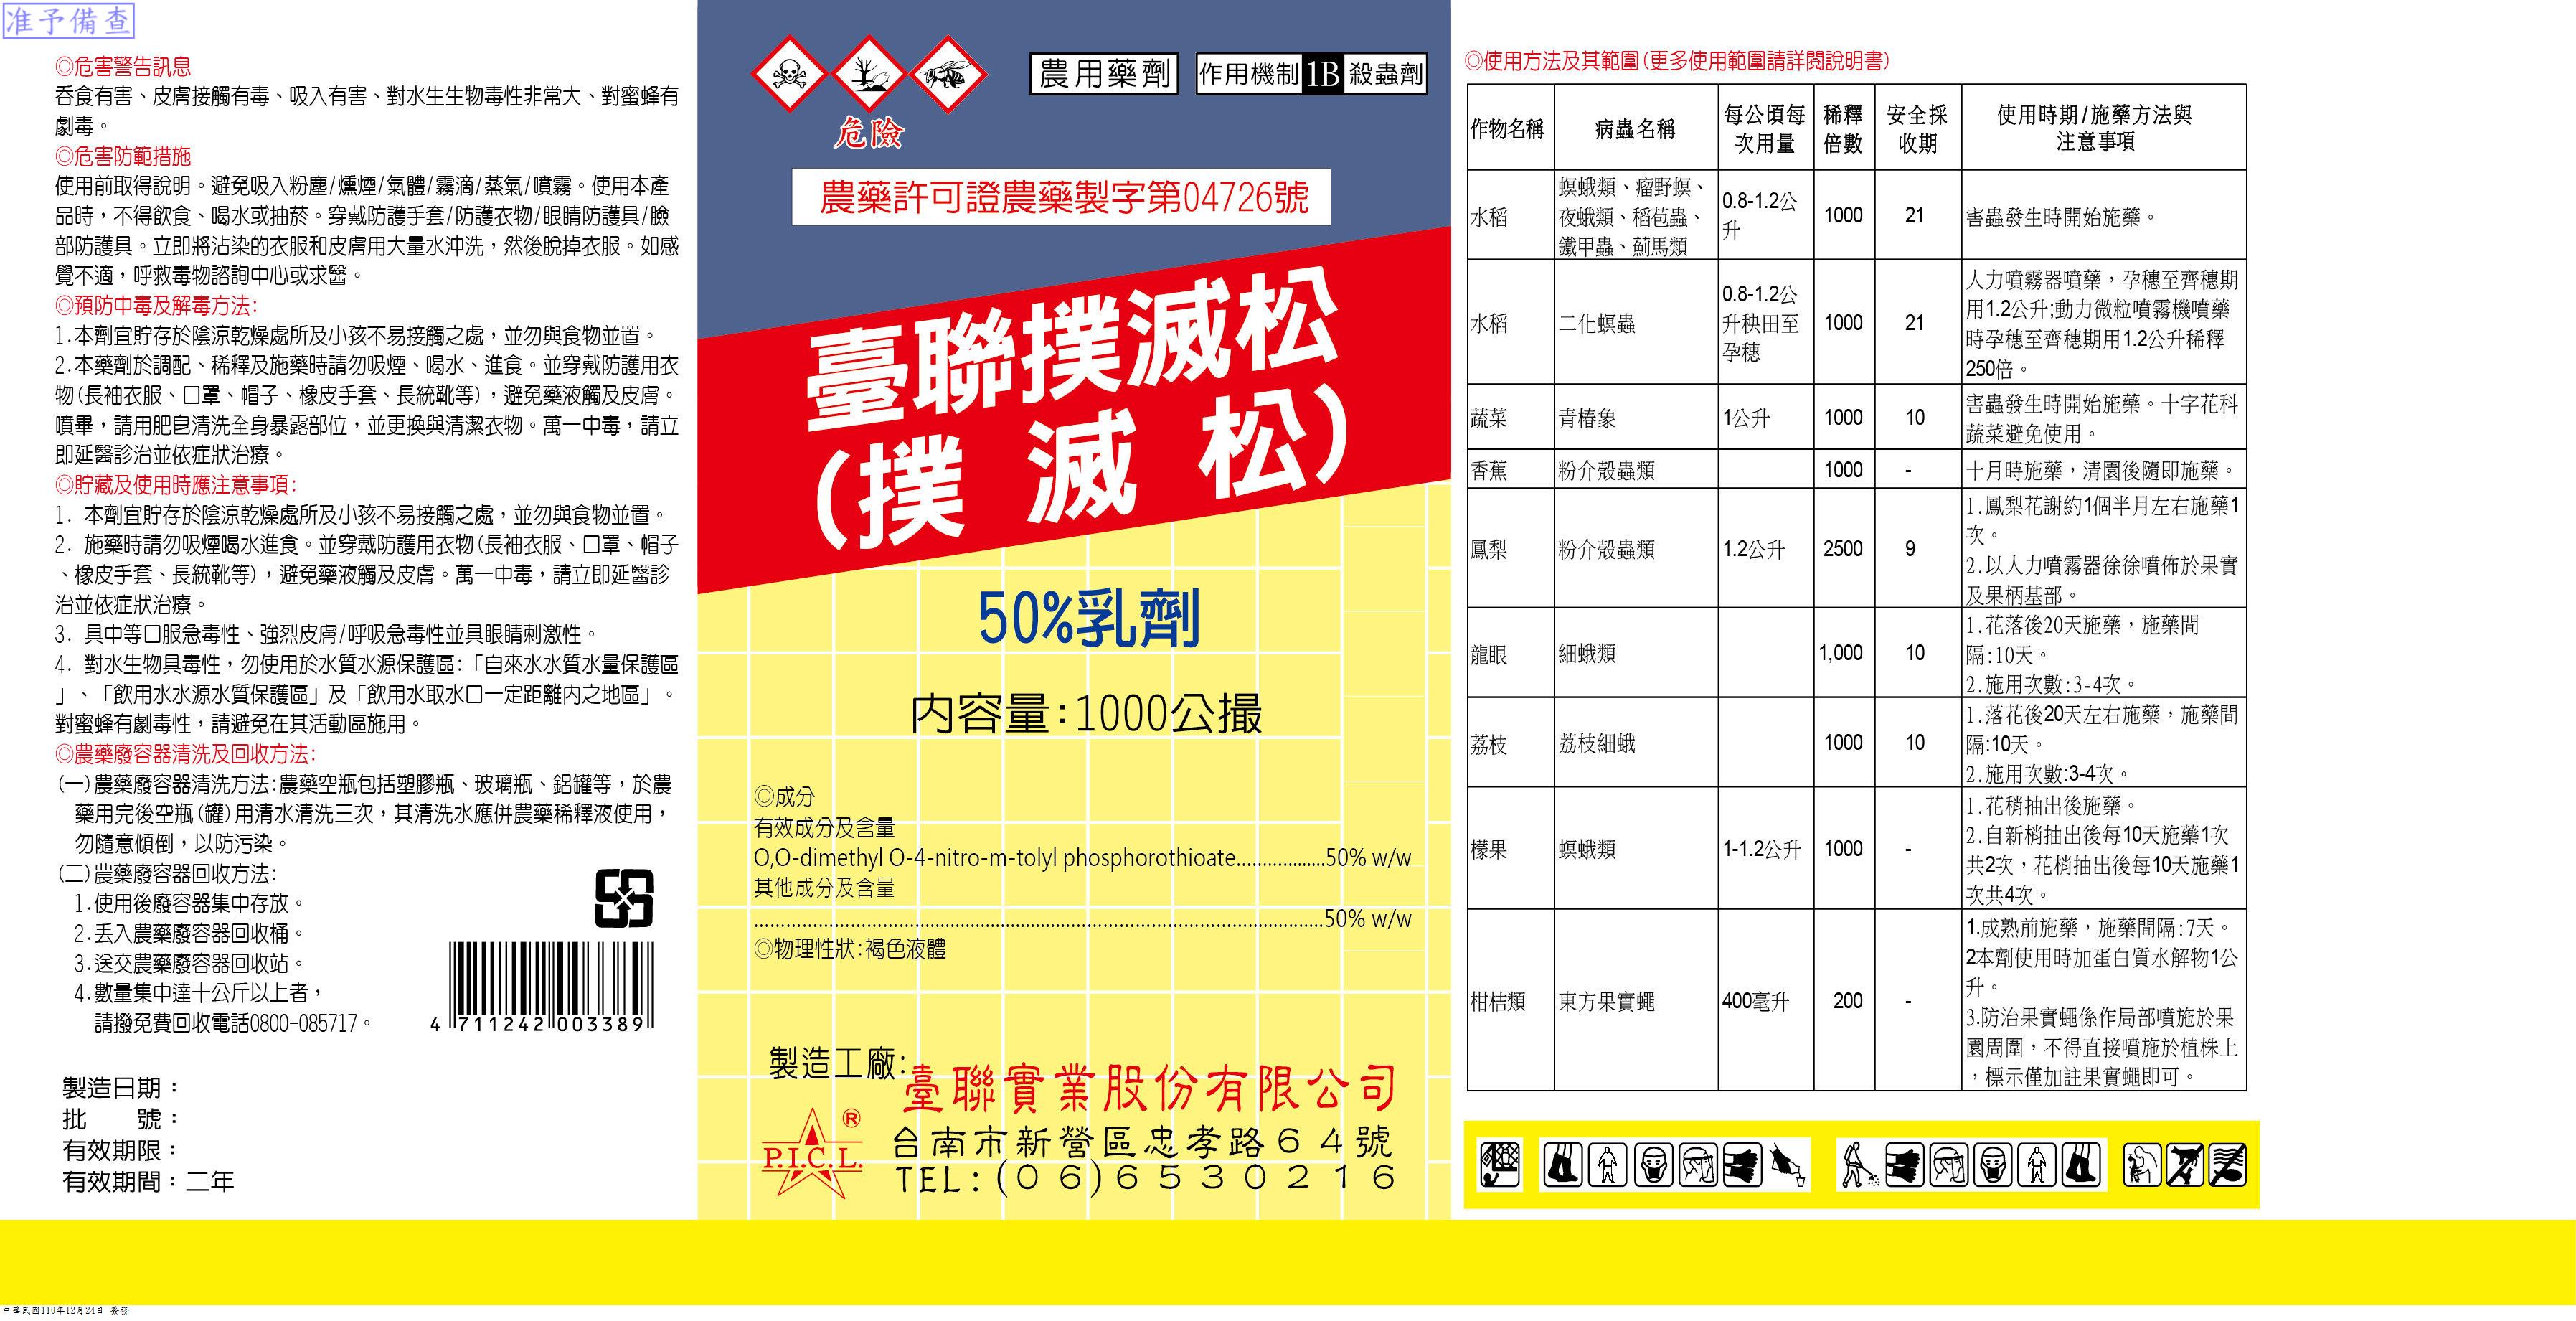 准予備查
◎危害警告訊息
吞食有害、皮膚接觸有毒、吸入有害、對水生生物毒性非常大、對蜜蜂有
劇毒。
◎危害防範措施
使用前取得說明。避免吸入粉塵/燻煙/氣體/霧滴/蒸氣/噴霧。使用本產
品時，不得飲食、喝水或抽菸。穿戴防護手套/防護衣物/眼睛防護具/臉
部防護具。立即將沾染的衣服和皮膚用大量水沖洗，然後脫掉衣服。如感
覺不適，呼救毒物諮詢中心或求醫。
◎預防中毒及解毒方法:
1.本劑宜貯存於陰涼乾燥處所及小孩不易接觸之處，並勿與食物並置。
2.本藥劑於調配、稀釋及施藥時請勿吸煙、喝水、進食。並穿戴防護用衣
物(長袖衣服、口罩、帽子、橡皮手套、長統靴等)，避免藥液觸及皮膚。
噴畢，請用肥皂清洗全身暴露部位，並更換與清潔衣物。萬一中毒，請立
即延醫診治並依症狀治療。
◎貯藏及使用時應注意事項:
1. 本劑宜貯存於陰涼乾燥處所及小孩不易接觸之處，並勿與食物並置。
2. 施藥時請勿吸煙喝水進食。並穿戴防護用衣物(長袖衣服、口罩、帽子
、橡皮手套、長統靴等)，避免藥液觸及皮膚。萬一中毒，請立即延醫診
治並依症狀治療。
3. 具中等口服急毒性、強烈皮膚/呼吸急毒性並具眼睛刺激性。
4. 對水生物具毒性，勿使用於水質水源保護區:「自來水水質水量保護區
」、「飲用水水源水質保護區」及「飲用水取水口一定距離內之地區」。
對蜜蜂有劇毒性，請避免在其活動區施用。
◎農藥廢容器清洗及回收方法:
(一)農藥廢容器清洗方法:農藥空瓶包括塑膠瓶、玻璃瓶、鋁罐等，於農
藥用完後空瓶(罐)用清水清洗三次，其清洗水應併農藥稀釋液使用，
勿隨意傾倒，以防污染。
(二)農藥廢容器回收方法:
1.使用後廢容器集中存放。
2.丟入農藥廢容器回收桶。
3.送交農藥廢容器回收站。
4.數量集中達十公斤以上者，
請撥免費回收電話0800-085717。
4 711242 003389
製造日期：
批　　號：
有效期限：
有效期間：二年
危險
農用藥劑
作用機制 1B 殺蟲劑
農藥許可證農藥製字第04726號
臺聯撲滅松
(撲 滅 松)
50%乳劑
內容量:1000公撮
◎成分
有效成分及含量
O,O-dimethyl O-4-nitro-m-tolyl phosphorothioate.................50% w/w
其他成分及含量
..........................................................................................................50% w/w
◎物理性狀:褐色液體
製造工廠:
臺聯實業股份有限公司
P.I.C.L. ®
台南市新營區忠孝路６４號
TEL:(０６)６５３０２１６
◎使用方法及其範圍(更多使用範圍請詳閱說明書)
作物名稱 病蟲名稱 每公頃每次用量 稀釋倍數 安全採收期 使用時期/施藥方法與注意事項
水稻 螟蛾類、瘤野螟、夜蛾類、稻苞蟲、鐵甲蟲、薊馬類 0.8-1.2公升 1000 21 害蟲發生時開始施藥。
水稻 二化螟蟲 0.8-1.2公升秧田至孕穗 1000 21 人力噴霧器噴藥，孕穗至齊穗期用1.2公升;動力微粒噴霧機噴藥時孕穗至齊穗期用1.2公升稀釋250倍。
蔬菜 青椿象 1公升 1000 10 害蟲發生時開始施藥。十字花科蔬菜避免使用。
香蕉 粉介殼蟲類 1000 - 十月時施藥，清園後隨即施藥。
鳳梨 粉介殼蟲類 1.2公升 2500 9 1.鳳梨花謝約1個半月左右施藥1次。
2.以人力噴霧器徐徐噴佈於果實及果柄基部。
龍眼 細蛾類 1,000 10 1.花落後20天施藥，施藥間隔:10天。
2.施用次數:3-4次。
荔枝 荔枝細蛾 1000 10 1.落花後20天左右施藥，施藥間隔:10天。
2.施用次數:3-4次。
檬果 螟蛾類 1-1.2公升 1000 - 1.花稍抽出後施藥。
2.自新梢抽出後每10天施藥1次共2次，花梢抽出後每10天施藥1次共4次。
柑桔類 東方果實蠅 400毫升 200 - 1.成熟前施藥，施藥間隔:7天。
2本劑使用時加蛋白質水解物1公升。
3.防治果實蠅係作局部噴施於果園周圍，不得直接噴施於植株上，標示僅加註果實蠅即可。
中華民國110年12月24日 簽發